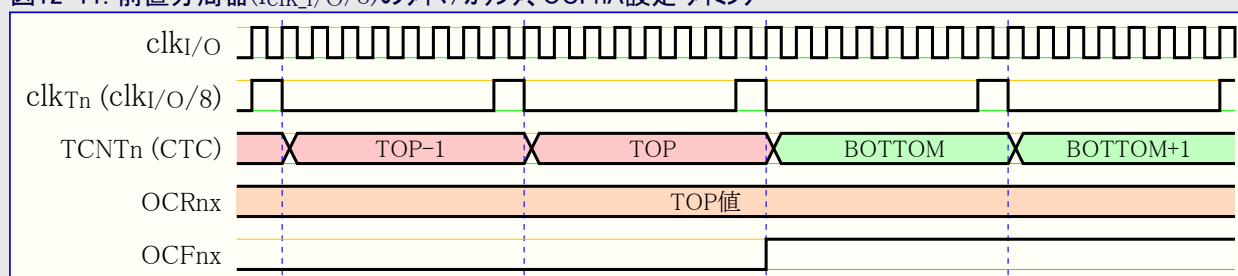 clkI/O
clkTn (clkI/O/8)
TCNTn (CTC) TOP-1 TOP BOTTOM BOTTOM+1
OCRnx TOP値
OCFnx